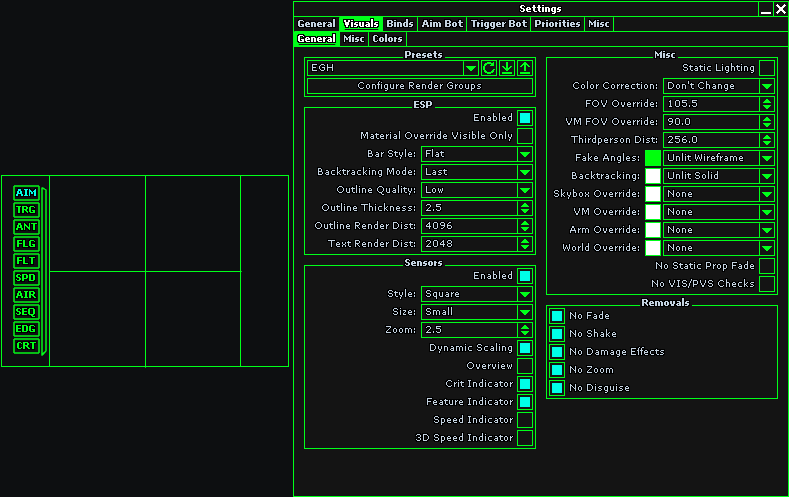 Settings
General Visuals Binds Aim Bot Trigger Bot Priorities Misc
General Misc Colors
Presets
EGH
Configure Render Groups
ESP
Enabled
Material Override Visible Only
Bar Style: Flat
Backtracking Mode: Last
Outline Quality: Low
Outline Thickness: 2.5
Outline Render Dist: 4096
Text Render Dist: 2048
Sensors
Enabled
Style: Square
Size: Small
Zoom: 2.5
Dynamic Scaling
Overview
Crit Indicator
Feature Indicator
Speed Indicator
3D Speed Indicator
Misc
Static Lighting
Color Correction: Don't Change
FOV Override: 105.5
VM FOV Override: 90.0
Thirdperson Dist: 256.0
Fake Angles: Unlit Wireframe
Backtracking: Unlit Solid
Skybox Override: None
VM Override: None
Arm Override: None
World Override: None
No Static Prop Fade
No VIS/PVS Checks
Removals
No Fade
No Shake
No Damage Effects
No Zoom
No Disguise
AIM
TRG
ANT
FLG
FLT
SPD
AIR
SEQ
EDG
CRT